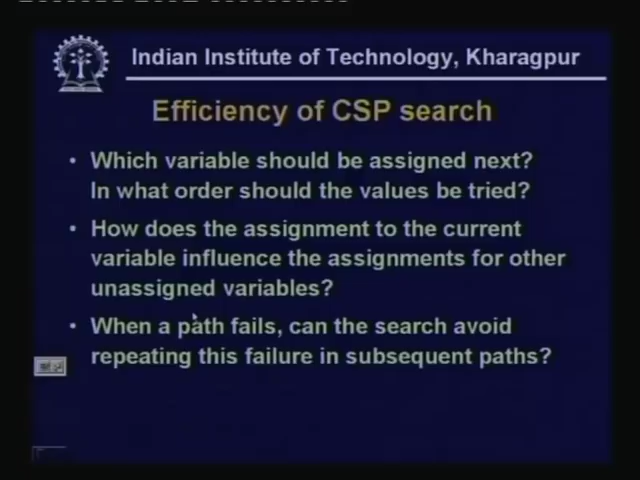 Indian Institute of Technology, Kharagpur
Efficiency of CSP search
• Which variable should be assigned next?
In what order should the values be tried?
• How does the assignment to the current
variable influence the assignments for other
unassigned variables?
• When a path fails, can the search avoid
repeating this failure in subsequent paths?